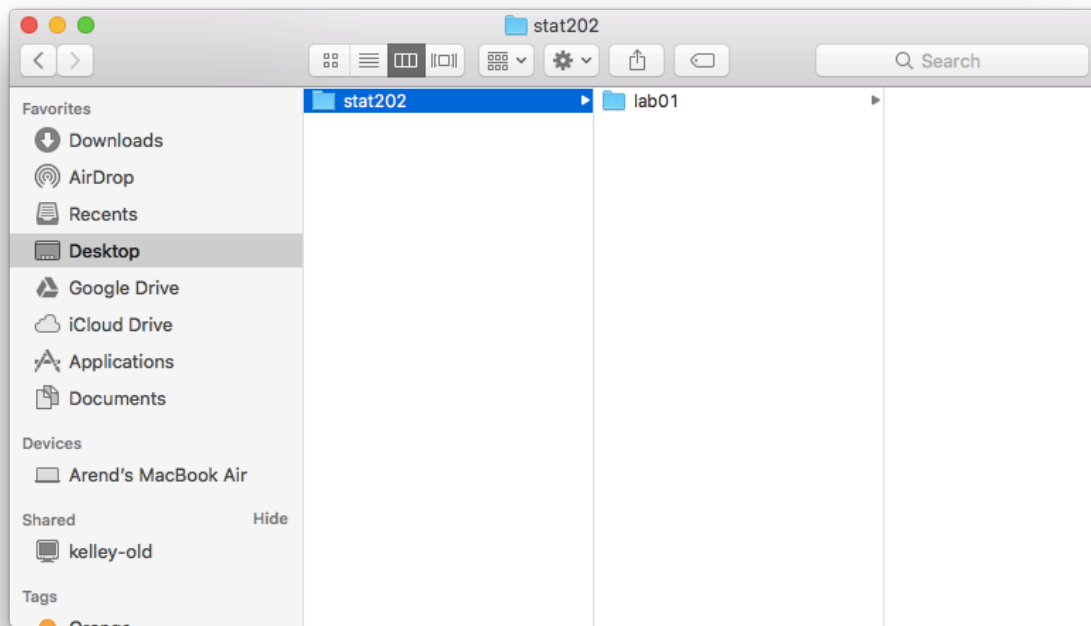 stat202
Search
Favorites
Downloads
AirDrop
Recents
Desktop
Google Drive
iCloud Drive
Applications
Documents
Devices
Arend's MacBook Air
Shared Hide
kelley-old
Tags
Orange
stat202
lab01